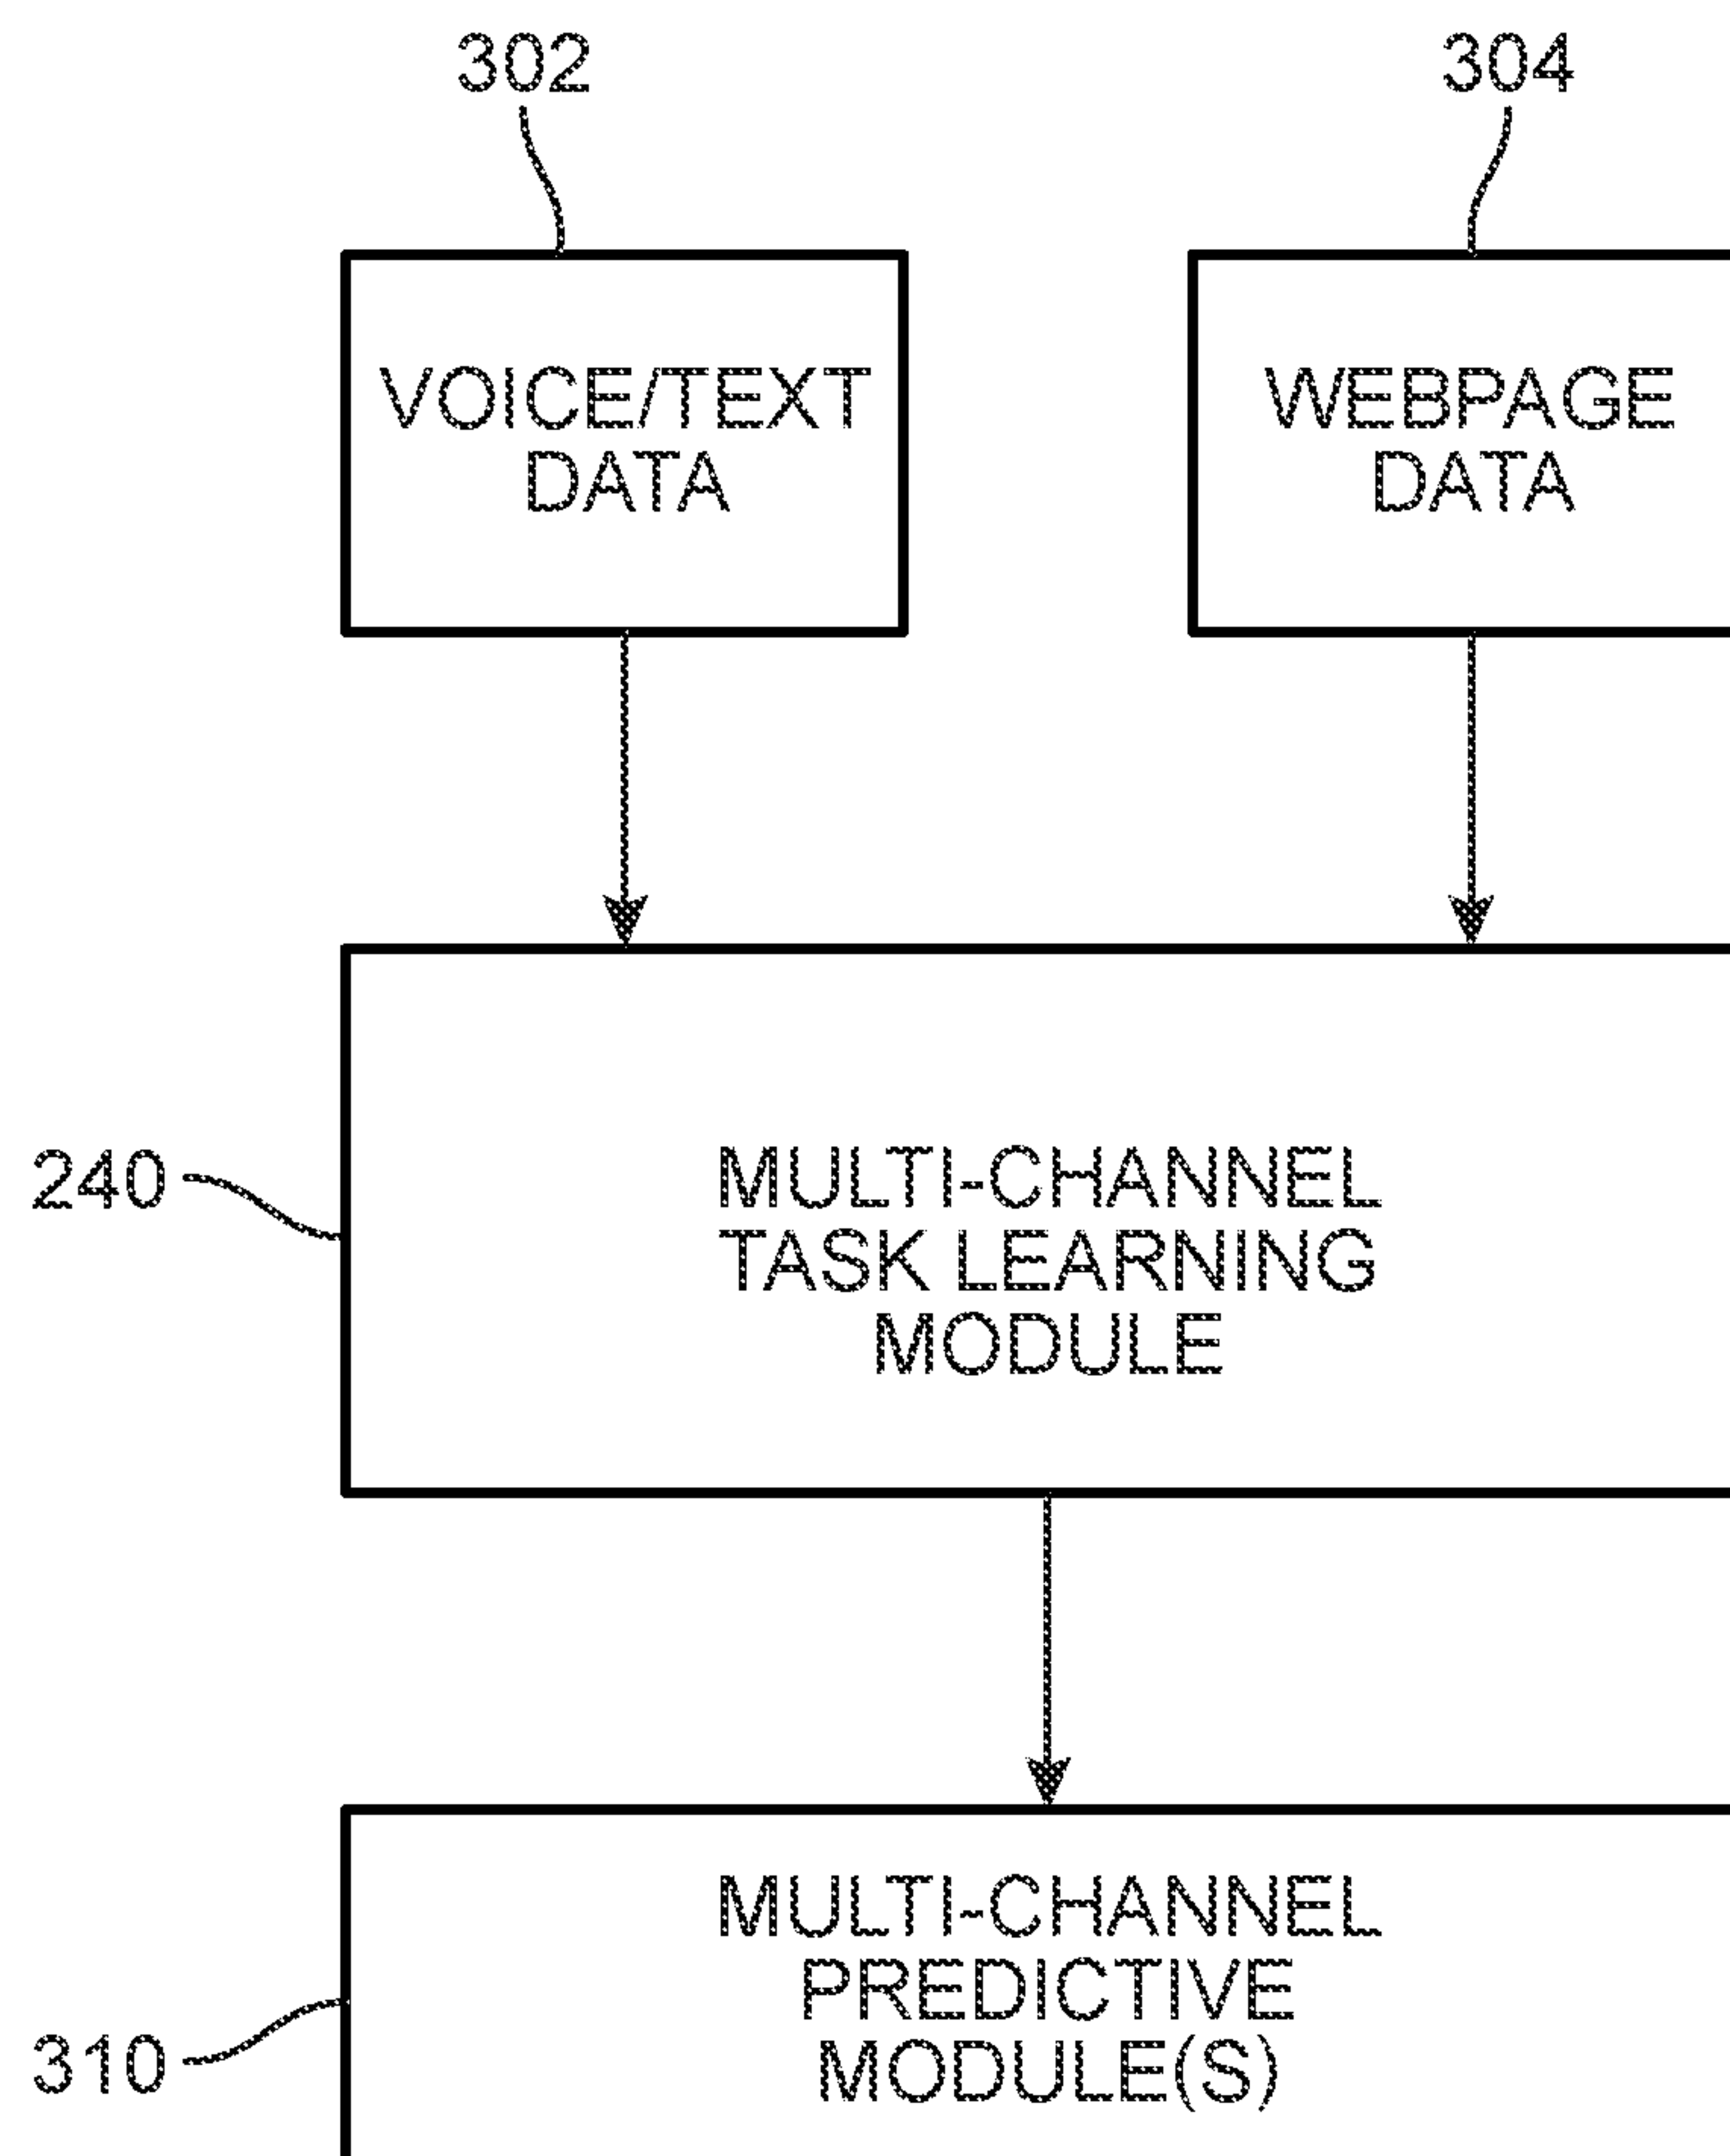 302
304
VOICE/TEXT
DATA
WEBPAGE
DATA
240
MULTI-CHANNEL
TASK LEARNING
MODULE
310
MULTI-CHANNEL
PREDICTIVE
MODULE(S)